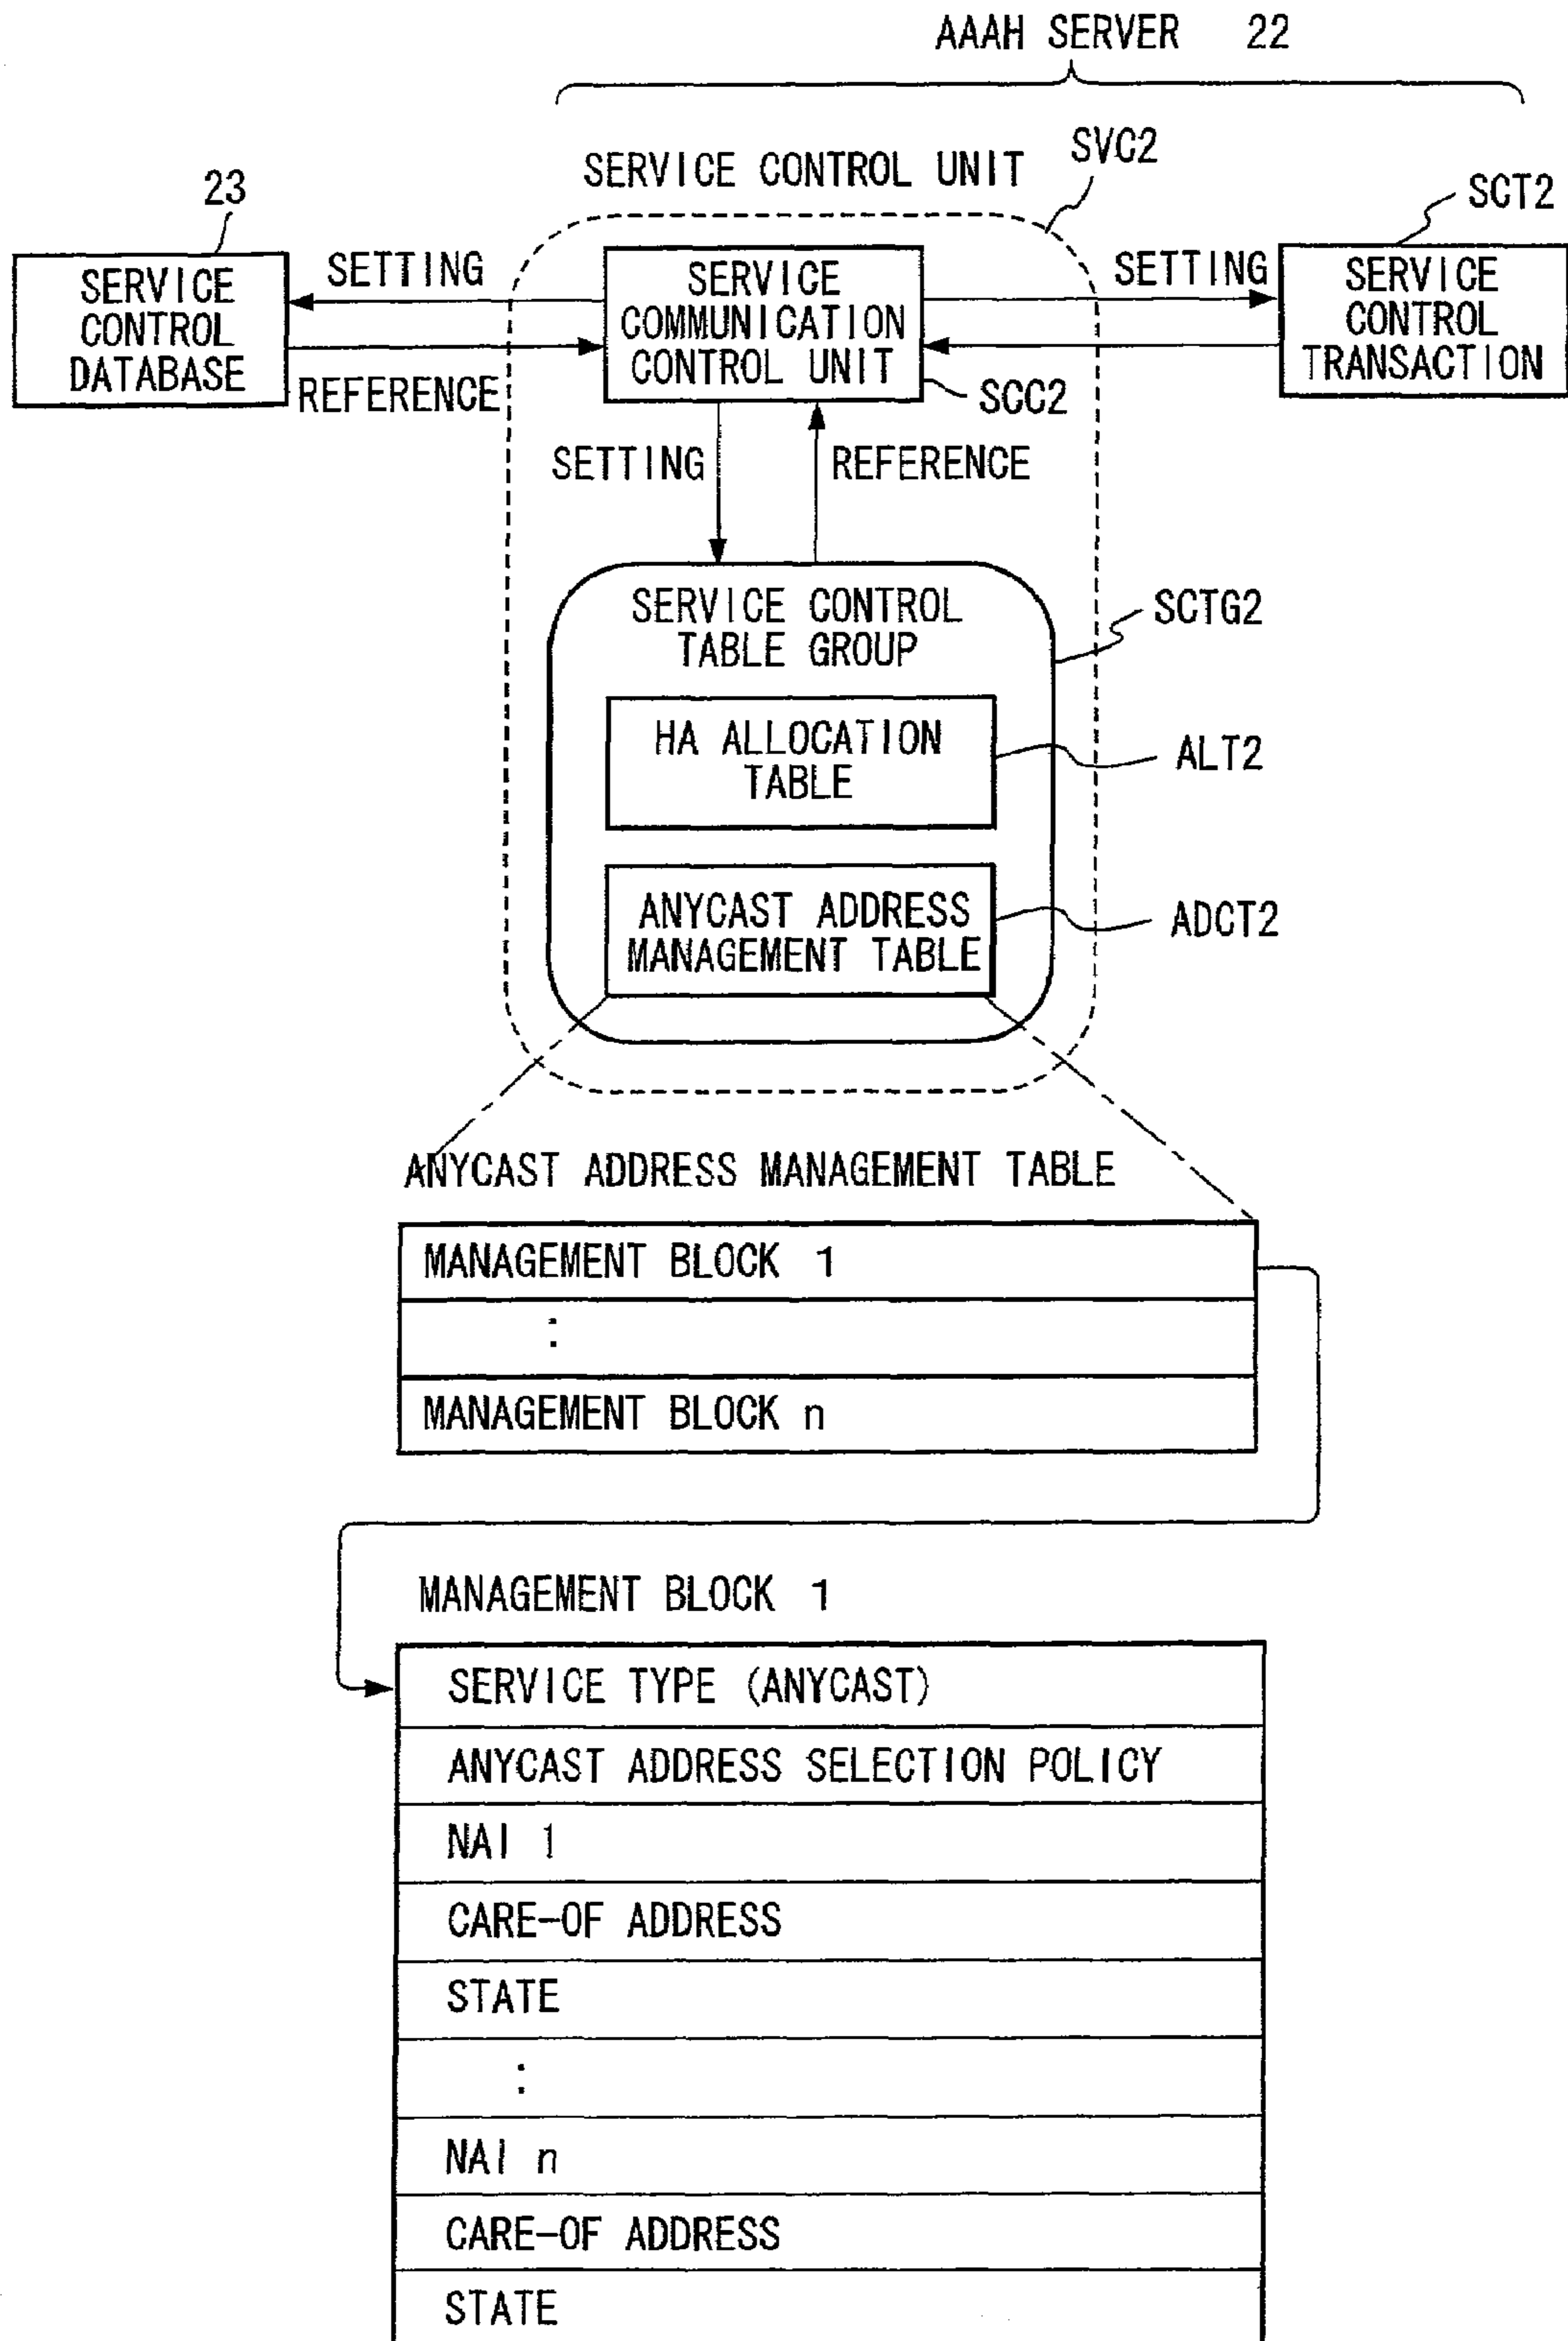 AAAH SERVER 22
SERVICE CONTROL UNIT
SVC2
23
SCT2
SERVICE
CONTROL
DATABASE
SETTING
REFERENCE
SERVICE
COMMUNICATION
CONTROL UNIT
SCC2
SETTING
SERVICE
CONTROL
TRANSACTION
SETTING
REFERENCE
SERVICE CONTROL
TABLE GROUP
SCTG2
HA ALLOCATION
TABLE
ALT2
ANYCAST ADDRESS
MANAGEMENT TABLE
ADCT2
ANYCAST ADDRESS MANAGEMENT TABLE
MANAGEMENT BLOCK 1
:
MANAGEMENT BLOCK n
MANAGEMENT BLOCK 1
SERVICE TYPE (ANYCAST)
ANYCAST ADDRESS SELECTION POLICY
NAI 1
CARE-OF ADDRESS
STATE
:
NAI n
CARE-OF ADDRESS
STATE